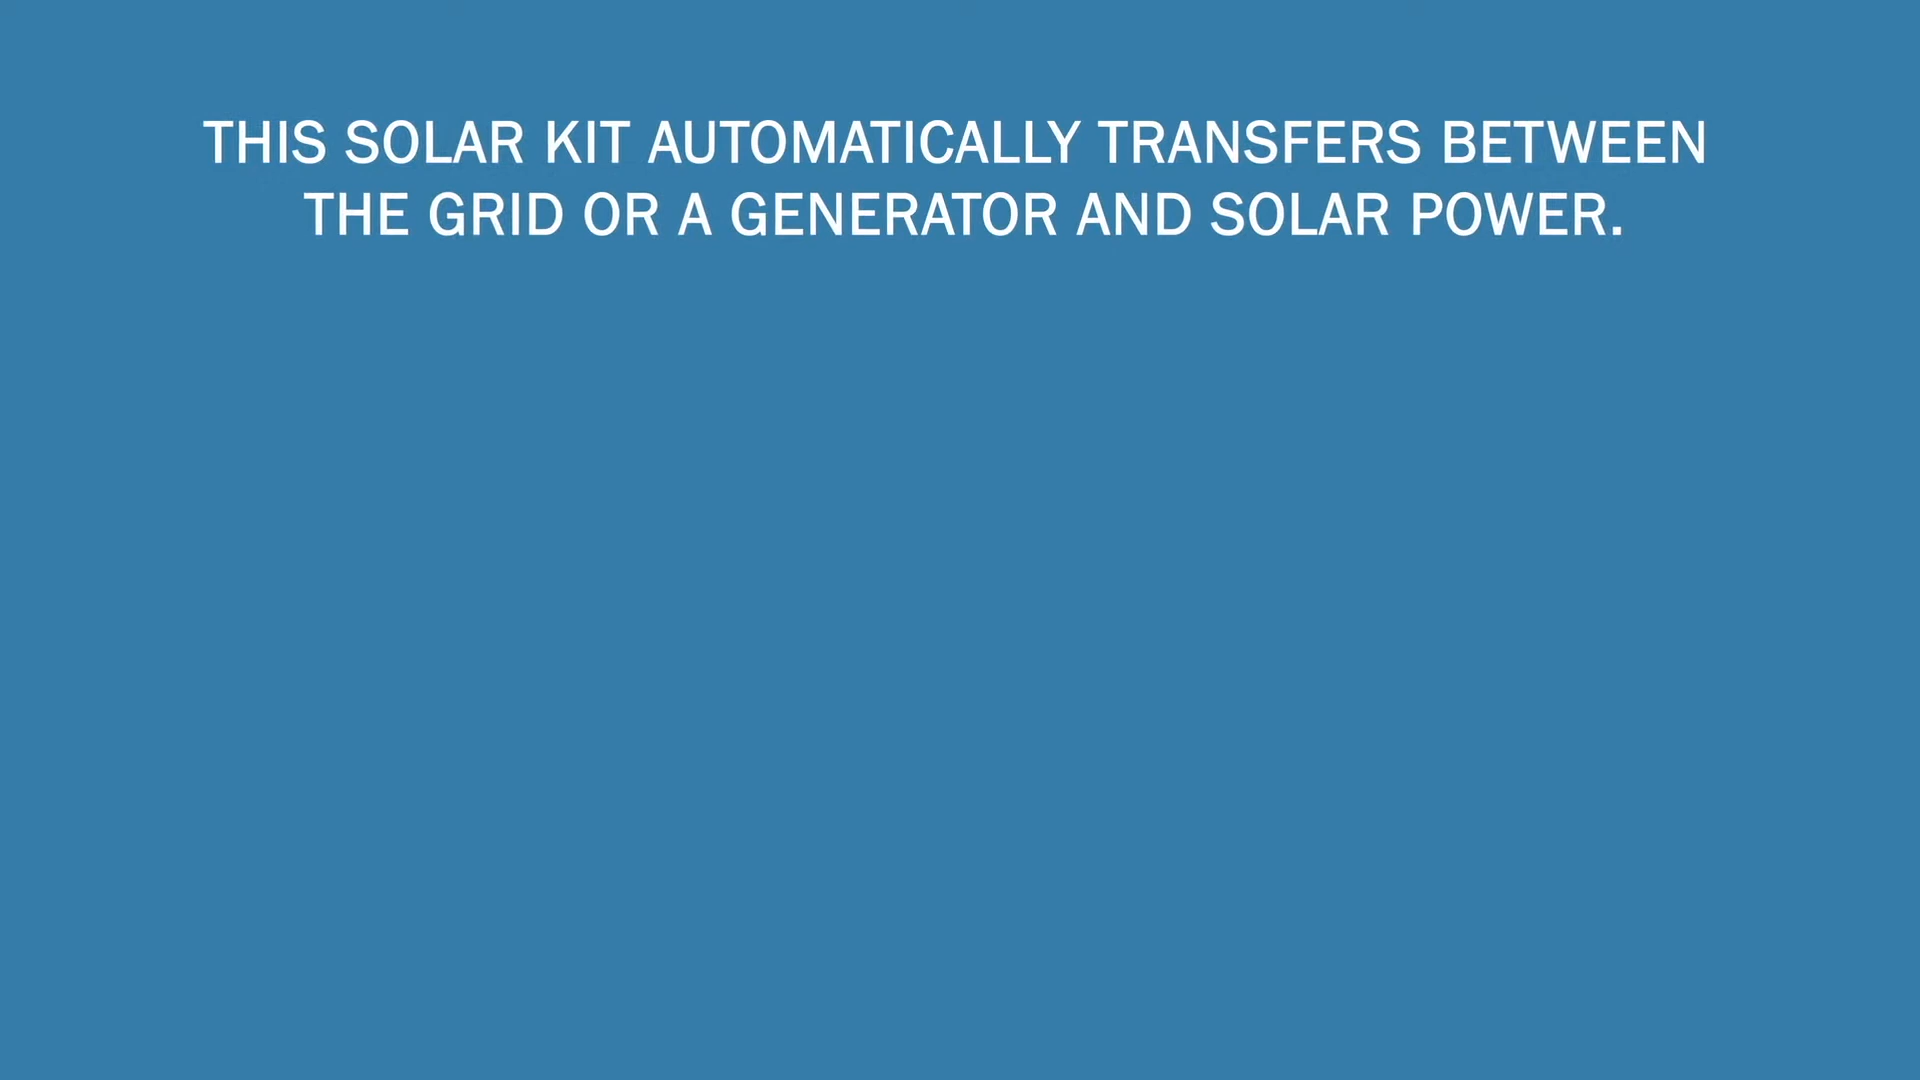 THIS SOLAR KIT AUTOMATICALLY TRANSFERS BETWEEN
THE GRID OR A GENERATOR AND SOLAR POWER.